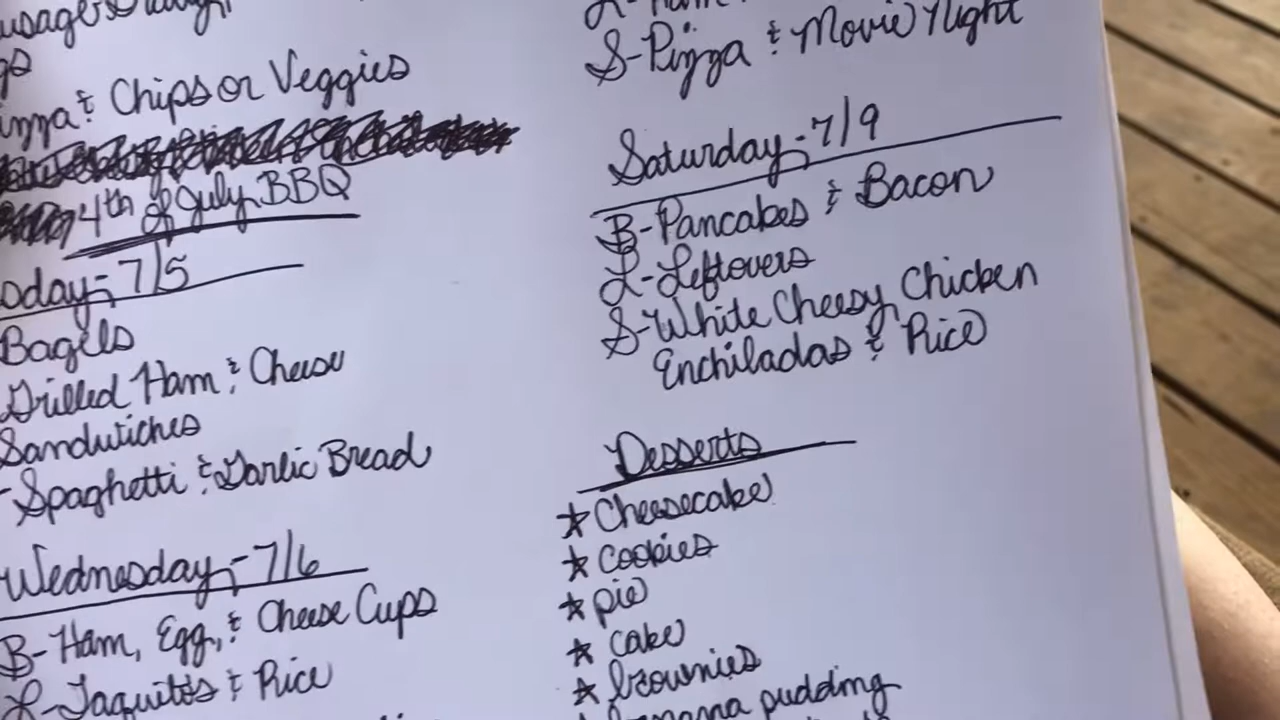 Chips or Veggies
4th of July BBQ
7/5
Bagels
Grilled Ham & Cheese
Sandwiches
- Spaghetti & Garlic Bread
Wednesday - 7/6
B- Ham, Egg, & Cheese Cups
L- Taquitos & Rice
S- Pizza & Movie Night
Saturday - 7/9
B- Pancakes & Bacon
L- Leftovers
S- White Cheesy Chicken
Enchiladas & Rice
Desserts
☆ Cheesecake
☆ Cookies
☆ pie
☆ cake
☆ brownies
pudding